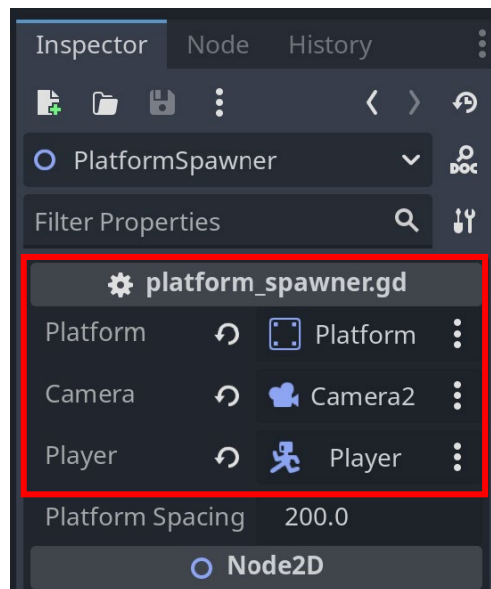 Inspector Node History
PlatformSpawner
DOC
Filter Properties
platform_spawner.gd
Platform Platform
Camera Camera2
Player Player
Platform Spacing 200.0
Node2D